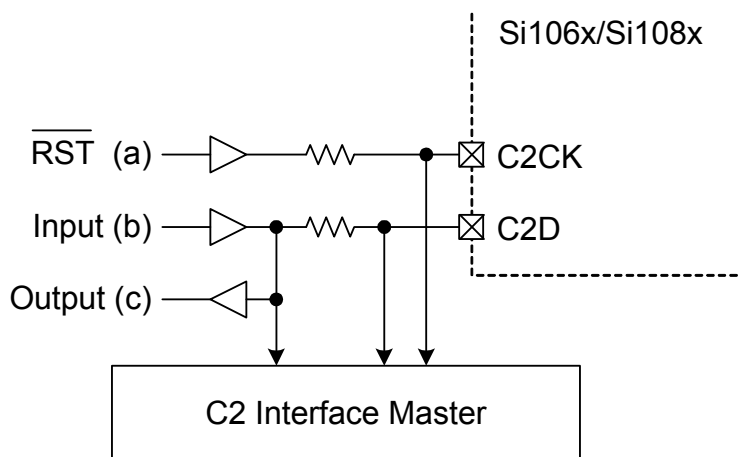 Si106x/Si108x
RST (a)
C2CK
Input (b)
C2D
Output (c)
C2 Interface Master